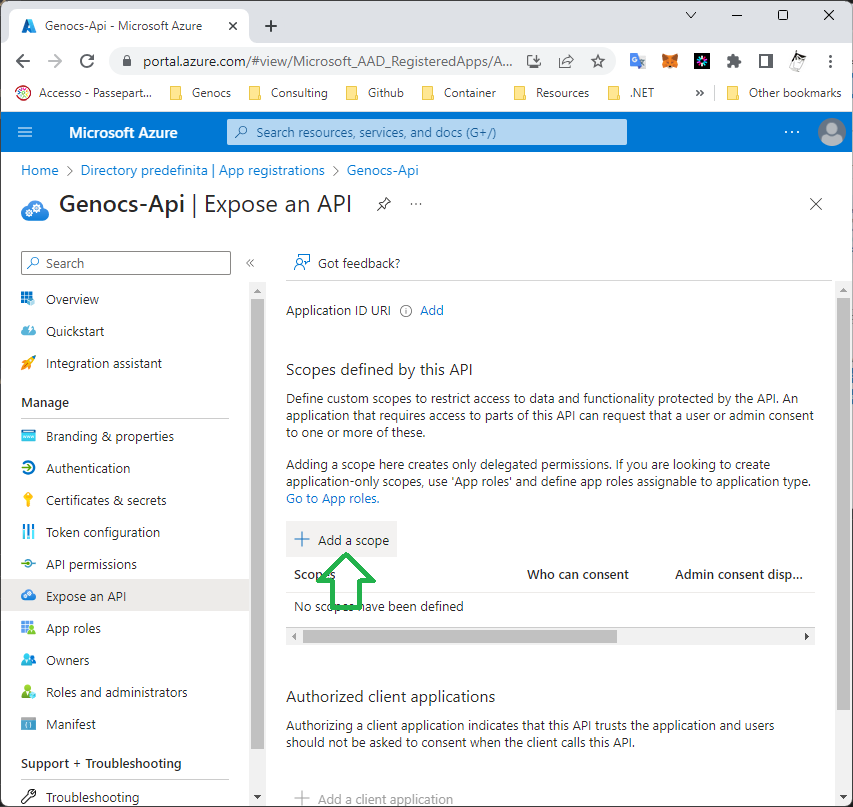 Genocs-Api - Microsoft Azure
portal.azure.com/#view/Microsoft_AAD_RegisteredApps/A...
Accesso - Passepart...
Genocs
Consulting
Github
Container
Resources
.NET
»
Other bookmarks
Microsoft Azure
Search resources, services, and docs (G+/)
Home > Directory predefinita | App registrations > Genocs-Api
Genocs-Api | Expose an API
Search
«
Overview
Quickstart
Integration assistant
Manage
Branding & properties
Authentication
Certificates & secrets
Token configuration
API permissions
Expose an API
App roles
Owners
Roles and administrators
Manifest
Support + Troubleshooting
Troubleshooting
Got feedback?
Application ID URI Add
Scopes defined by this API
Define custom scopes to restrict access to data and functionality protected by the API. An
application that requires access to parts of this API can request that a user or admin consent
to one or more of these.
Adding a scope here creates only delegated permissions. If you are looking to create
application-only scopes, use 'App roles' and define app roles assignable to application type.
Go to App roles.
+ Add a scope
Scopes Who can consent Admin consent disp...
No scopes have been defined
Authorized client applications
Authorizing a client application indicates that this API trusts the application and users
should not be asked to consent when the client calls this API.
+ Add a client application